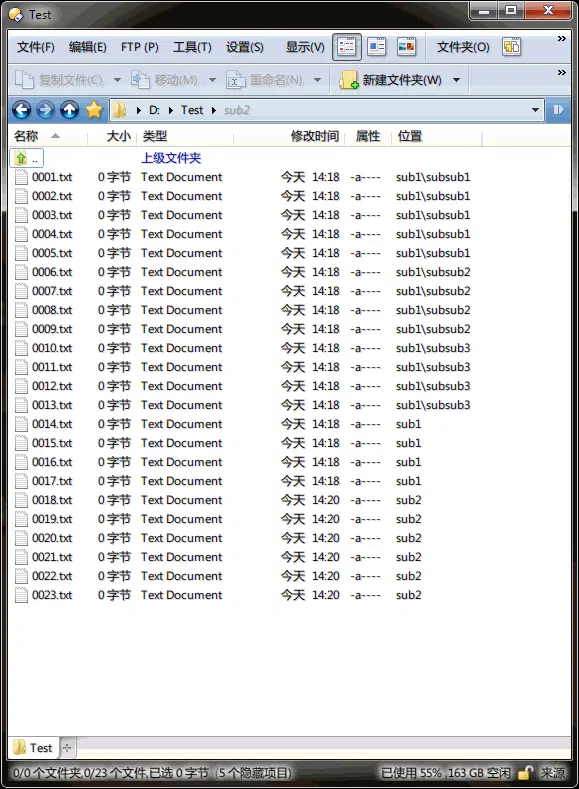 Test
文件(F) 编辑(E) FTP (P) 工具(T) 设置(S) 显示(V) 文件夹(O) »
复制文件(C) 移动(M) 重命名(N) 新建文件夹(W) »
D: Test sub2
名称 大小 类型 修改时间 属性 位置
.. 上级文件夹
0001.txt 0 字节 Text Document 今天 14:18 -a---- sub1\subsub1
0002.txt 0 字节 Text Document 今天 14:18 -a---- sub1\subsub1
0003.txt 0 字节 Text Document 今天 14:18 -a---- sub1\subsub1
0004.txt 0 字节 Text Document 今天 14:18 -a---- sub1\subsub1
0005.txt 0 字节 Text Document 今天 14:18 -a---- sub1\subsub1
0006.txt 0 字节 Text Document 今天 14:18 -a---- sub1\subsub2
0007.txt 0 字节 Text Document 今天 14:18 -a---- sub1\subsub2
0008.txt 0 字节 Text Document 今天 14:18 -a---- sub1\subsub2
0009.txt 0 字节 Text Document 今天 14:18 -a---- sub1\subsub2
0010.txt 0 字节 Text Document 今天 14:18 -a---- sub1\subsub3
0011.txt 0 字节 Text Document 今天 14:18 -a---- sub1\subsub3
0012.txt 0 字节 Text Document 今天 14:18 -a---- sub1\subsub3
0013.txt 0 字节 Text Document 今天 14:18 -a---- sub1\subsub3
0014.txt 0 字节 Text Document 今天 14:18 -a---- sub1
0015.txt 0 字节 Text Document 今天 14:18 -a---- sub1
0016.txt 0 字节 Text Document 今天 14:18 -a---- sub1
0017.txt 0 字节 Text Document 今天 14:18 -a---- sub1
0018.txt 0 字节 Text Document 今天 14:20 -a---- sub2
0019.txt 0 字节 Text Document 今天 14:20 -a---- sub2
0020.txt 0 字节 Text Document 今天 14:20 -a---- sub2
0021.txt 0 字节 Text Document 今天 14:20 -a---- sub2
0022.txt 0 字节 Text Document 今天 14:20 -a---- sub2
0023.txt 0 字节 Text Document 今天 14:20 -a---- sub2
Test
0/0 个文件夹,0/23 个文件,已选 0 字节 (5 个隐藏项目) 已使用 55% ,163 GB 空闲 来源